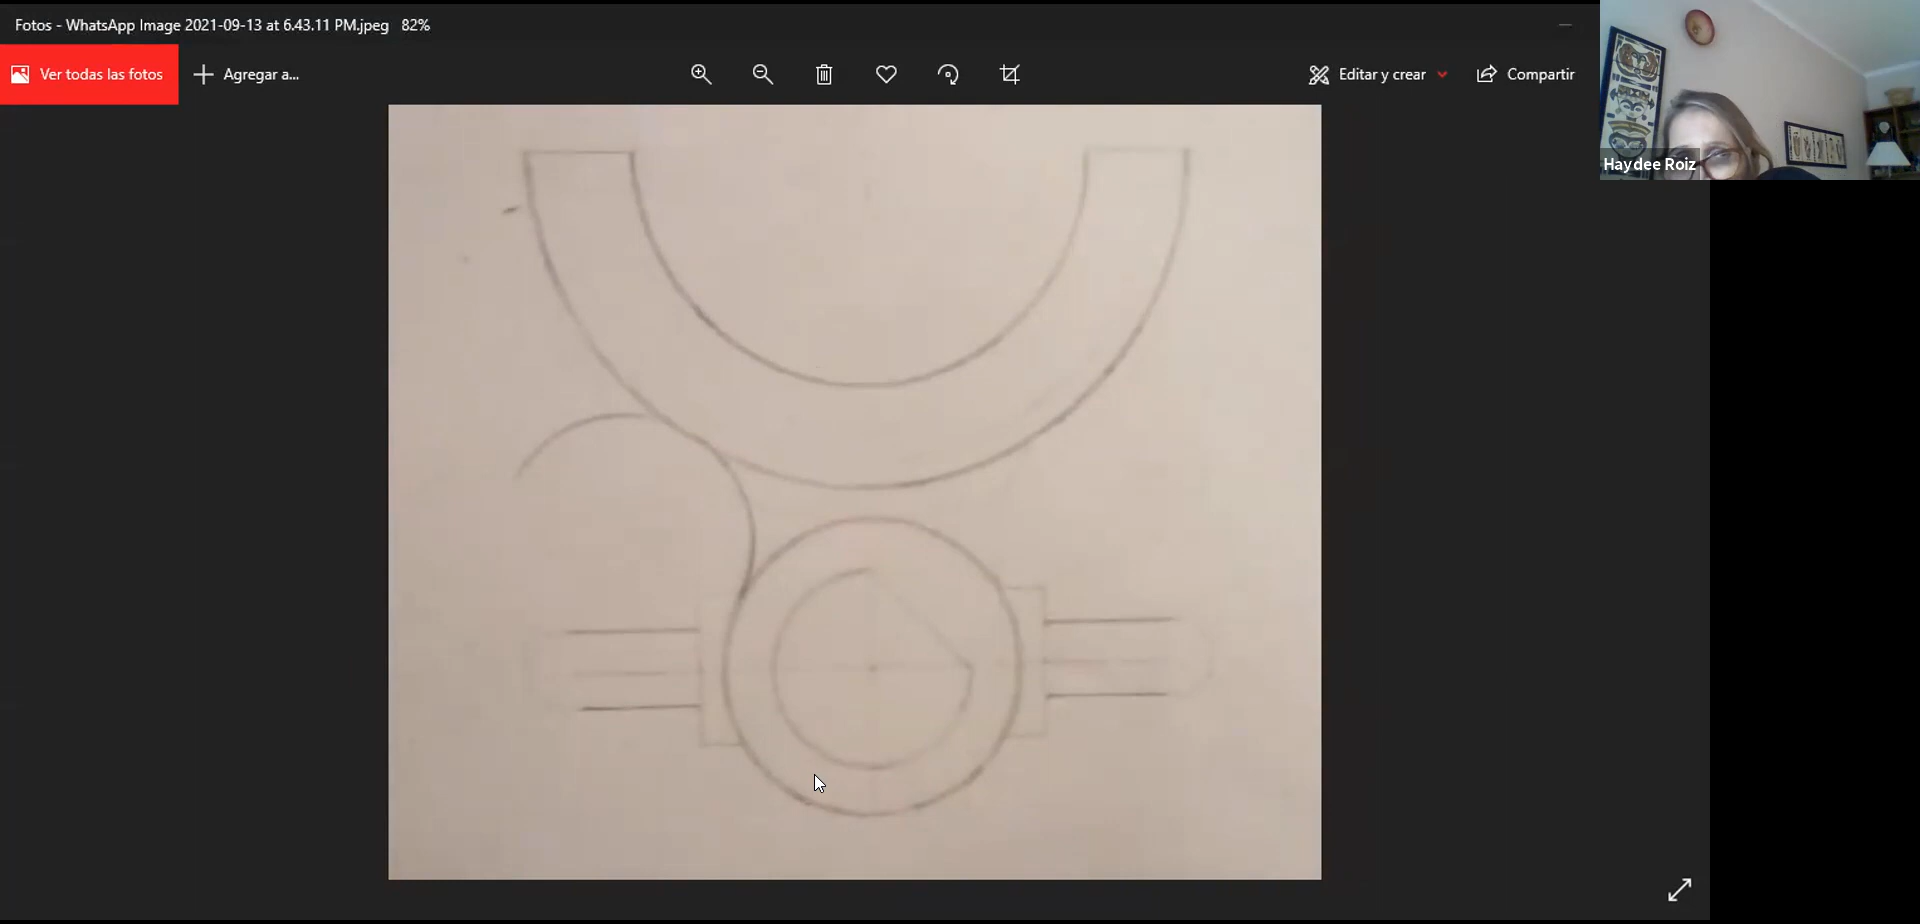 Fotos - WhatsApp Image 2021-09-13 at 6.43.11 PM.jpeg 82%
Ver todas las fotos
Agregar a...
Editar y crear
Compartir
Haydee Roiz